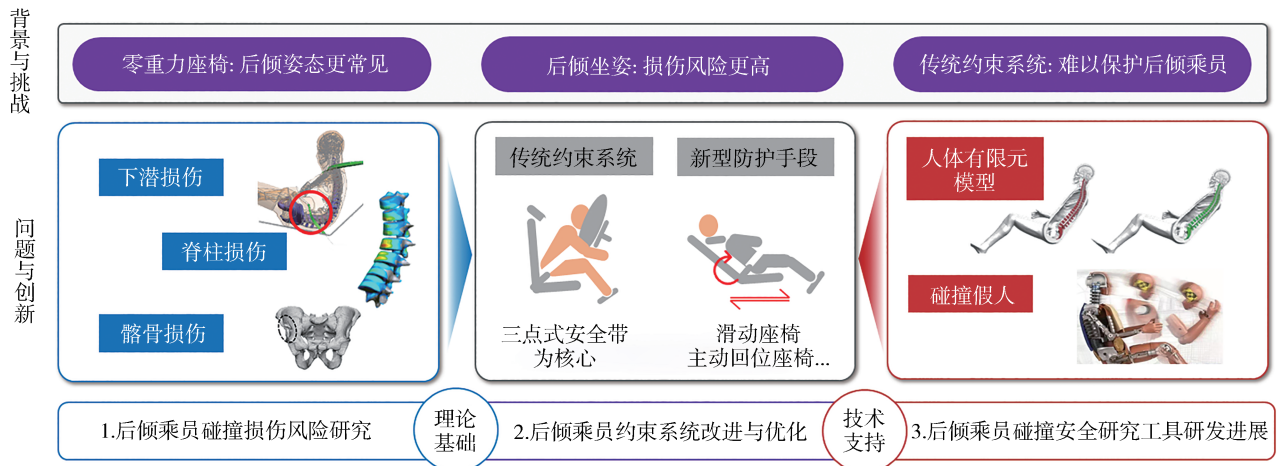 背景与挑战
零重力座椅: 后倾姿态更常见
后倾坐姿: 损伤风险更高
传统约束系统: 难以保护后倾乘员
问题与创新
下潜损伤
脊柱损伤
髂骨损伤
传统约束系统
新型防护手段
三点式安全带
为核心
滑动座椅
主动回位座椅...
人体有限元
模型
碰撞假人
1.后倾乘员碰撞损伤风险研究
理论
基础
2.后倾乘员约束系统改进与优化
技术
支持
3.后倾乘员碰撞安全研究工具研发进展